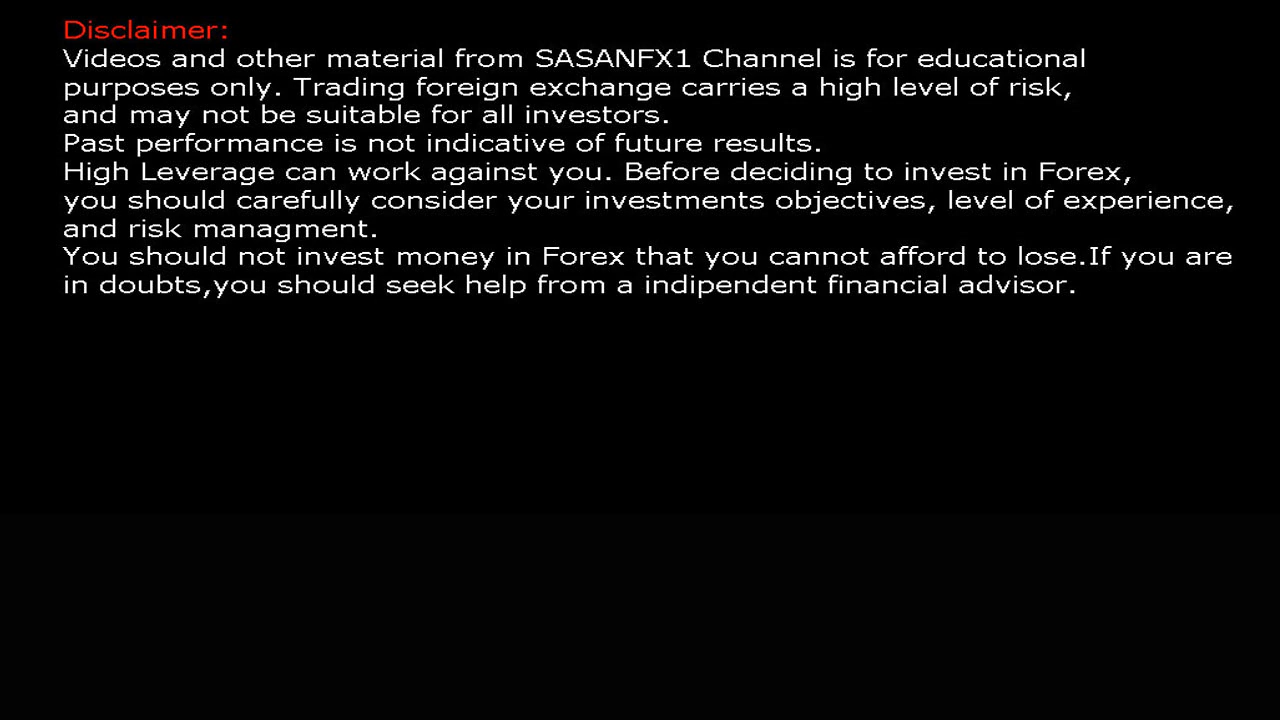 Disclaimer:
Videos and other material from SASANFX1 Channel is for educational
purposes only. Trading foreign exchange carries a high level of risk,
and may not be suitable for all investors.
Past performance is not indicative of future results.
High Leverage can work against you. Before deciding to invest in Forex,
you should carefully consider your investments objectives, level of experience,
and risk managment.
You should not invest money in Forex that you cannot afford to lose.If you are
in doubts,you should seek help from a indipendent financial advisor.